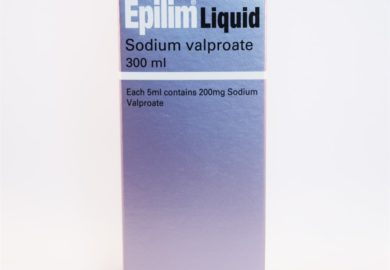 Epilim® Liquid
Sodium valproate
300 ml
Each 5ml contains 200mg Sodium
Valproate